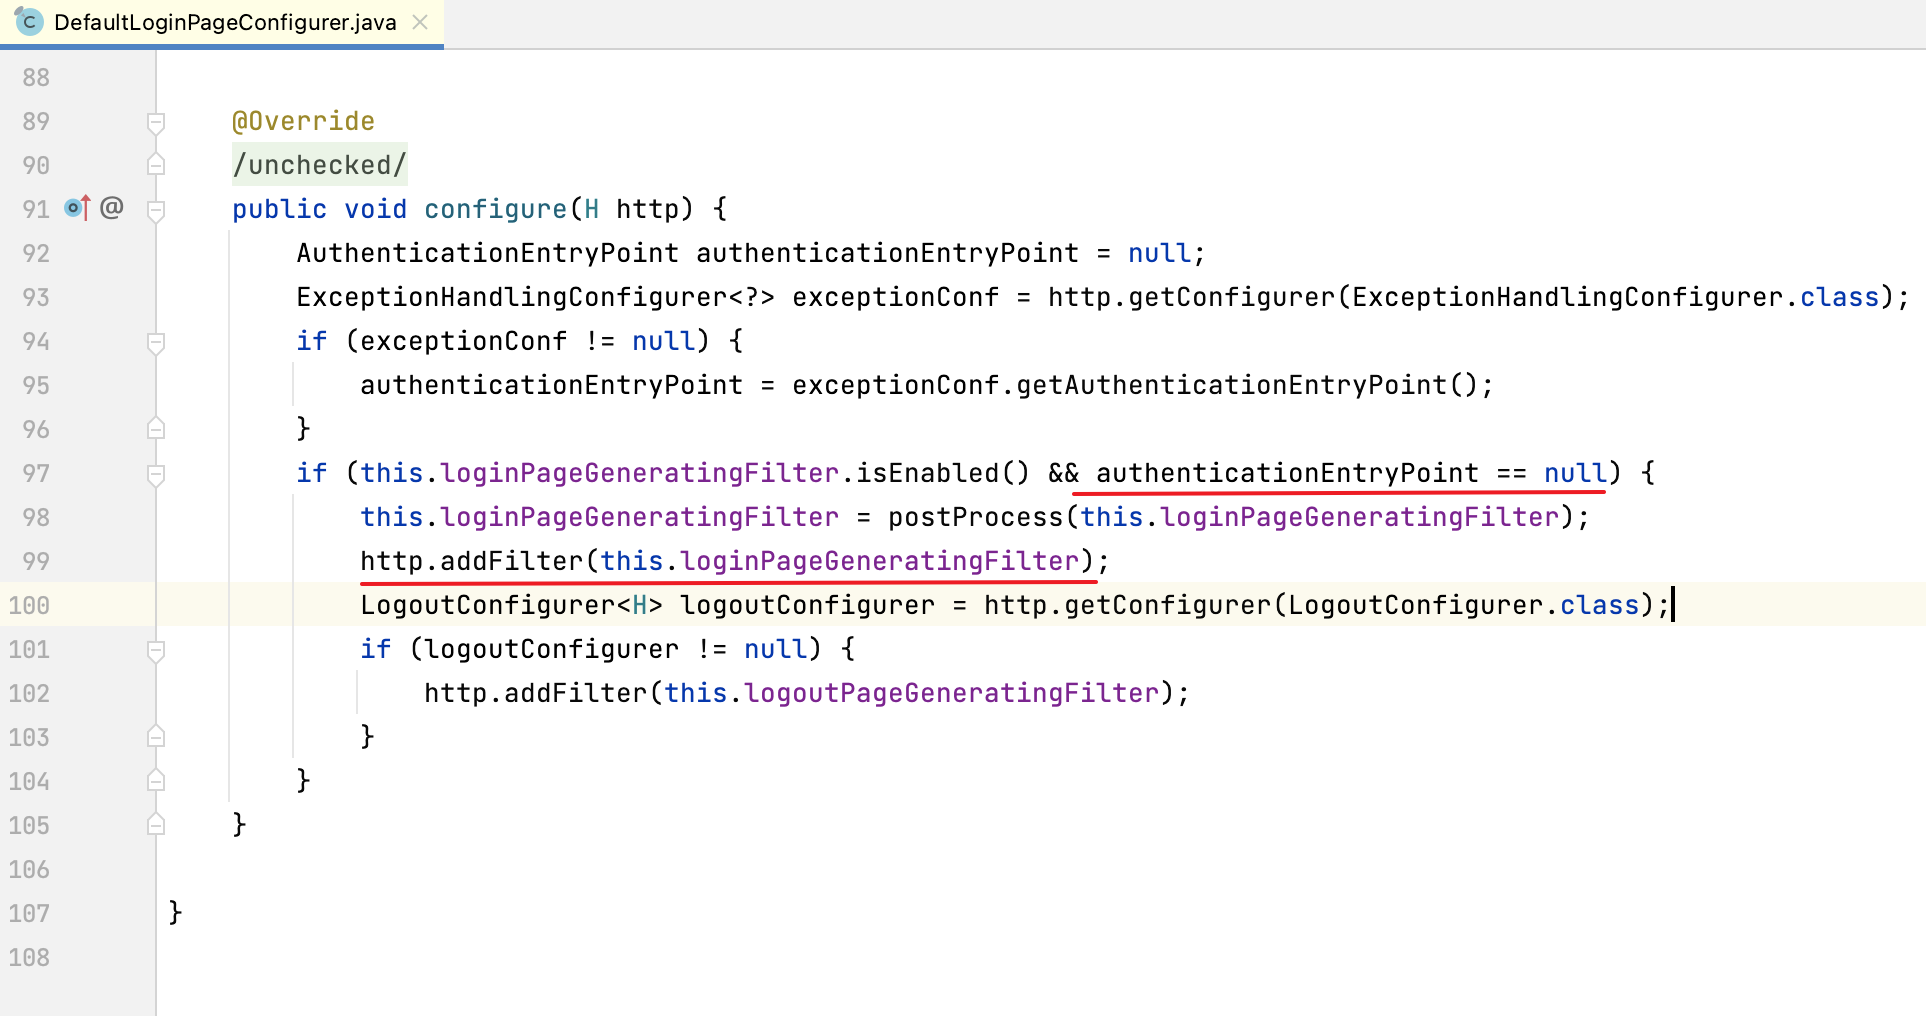 DefaultLoginPageConfigurer.java
88
89 @Override
90 /unchecked/
91 @ public void configure(H http) {
92 AuthenticationEntryPoint authenticationEntryPoint = null;
93 ExceptionHandlingConfigurer<?> exceptionConf = http.getConfigurer(ExceptionHandlingConfigurer.class);
94 if (exceptionConf != null) {
95 authenticationEntryPoint = exceptionConf.getAuthenticationEntryPoint();
96 }
97 if (this.loginPageGeneratingFilter.isEnabled() && authenticationEntryPoint == null) {
98 this.loginPageGeneratingFilter = postProcess(this.loginPageGeneratingFilter);
99 http.addFilter(this.loginPageGeneratingFilter);
100 LogoutConfigurer<H> logoutConfigurer = http.getConfigurer(LogoutConfigurer.class);
101 if (logoutConfigurer != null) {
102 http.addFilter(this.logoutPageGeneratingFilter);
103 }
104 }
105 }
106
107 }
108